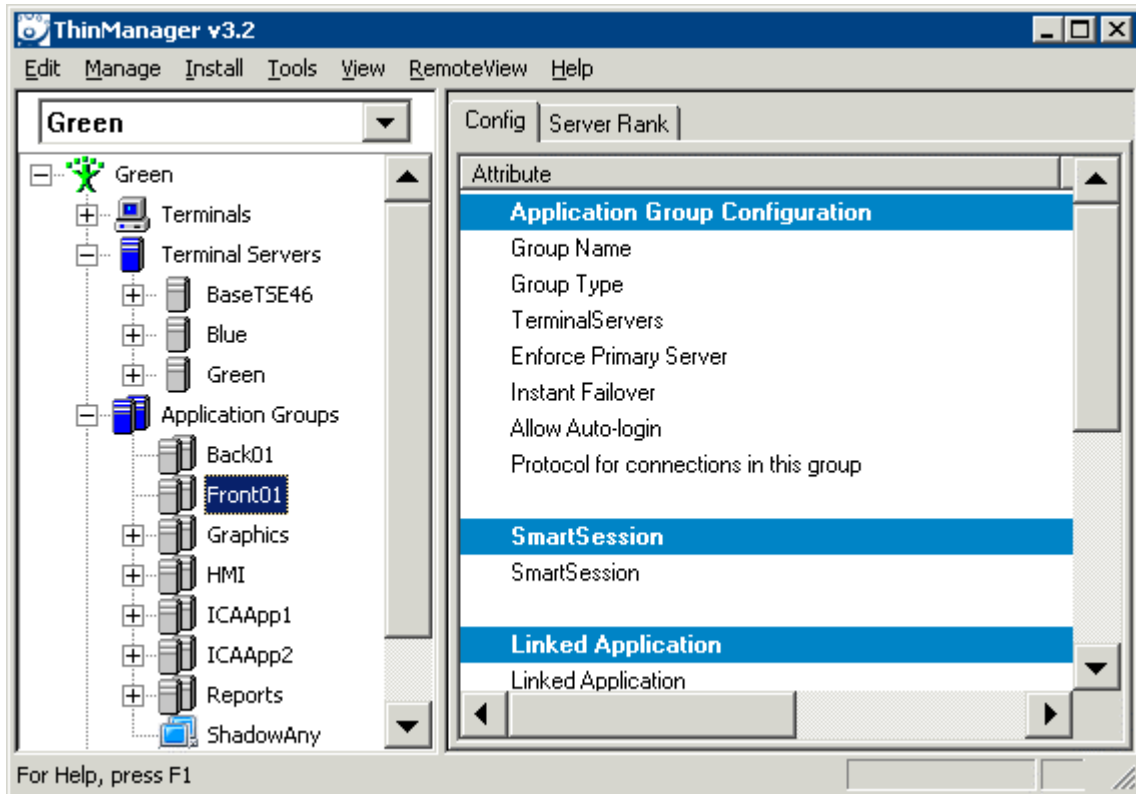 ThinManager v3.2
Edit Manage Install Tools View RemoteView Help
Green
Green
Terminals
Terminal Servers
BaseTSE46
Blue
Green
Application Groups
Back01
Front01
Graphics
HMI
ICAApp1
ICAApp2
Reports
ShadowAny
Config Server Rank
Attribute
Application Group Configuration
Group Name
Group Type
TerminalServers
Enforce Primary Server
Instant Failover
Allow Auto-login
Protocol for connections in this group
SmartSession
SmartSession
Linked Application
Linked Application
For Help, press F1